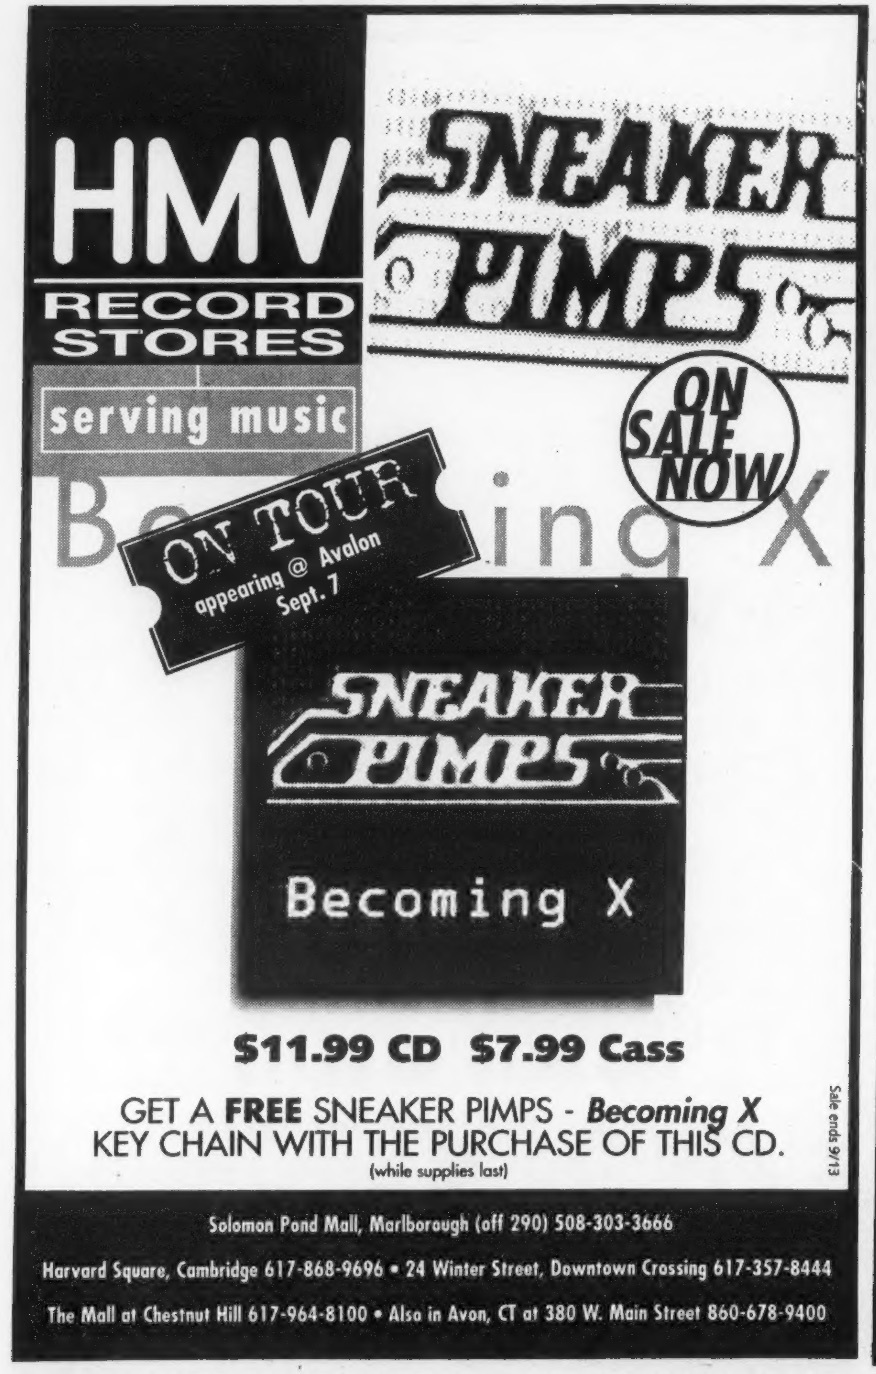 HMV
RECORD
STORES
serving music
SNEAKER
PIMPS
ON
SALE
NOW
ON TOUR
appearing @ Avalon
Sept. 7
SNEAKER
PIMPS
Becoming X
$11.99 CD $7.99 Cass
GET A FREE SNEAKER PIMPS - Becoming X
KEY CHAIN WITH THE PURCHASE OF THIS CD.
(while supplies last)
Sale ends 9/13
Solomon Pond Mall, Marlborough (off 290) 508-303-3666
Harvard Square, Cambridge 617-868-9696 • 24 Winter Street, Downtown Crossing 617-357-8444
The Mall at Chestnut Hill 617-964-8100 • Also in Avon, CT at 380 W. Main Street 860-678-9400